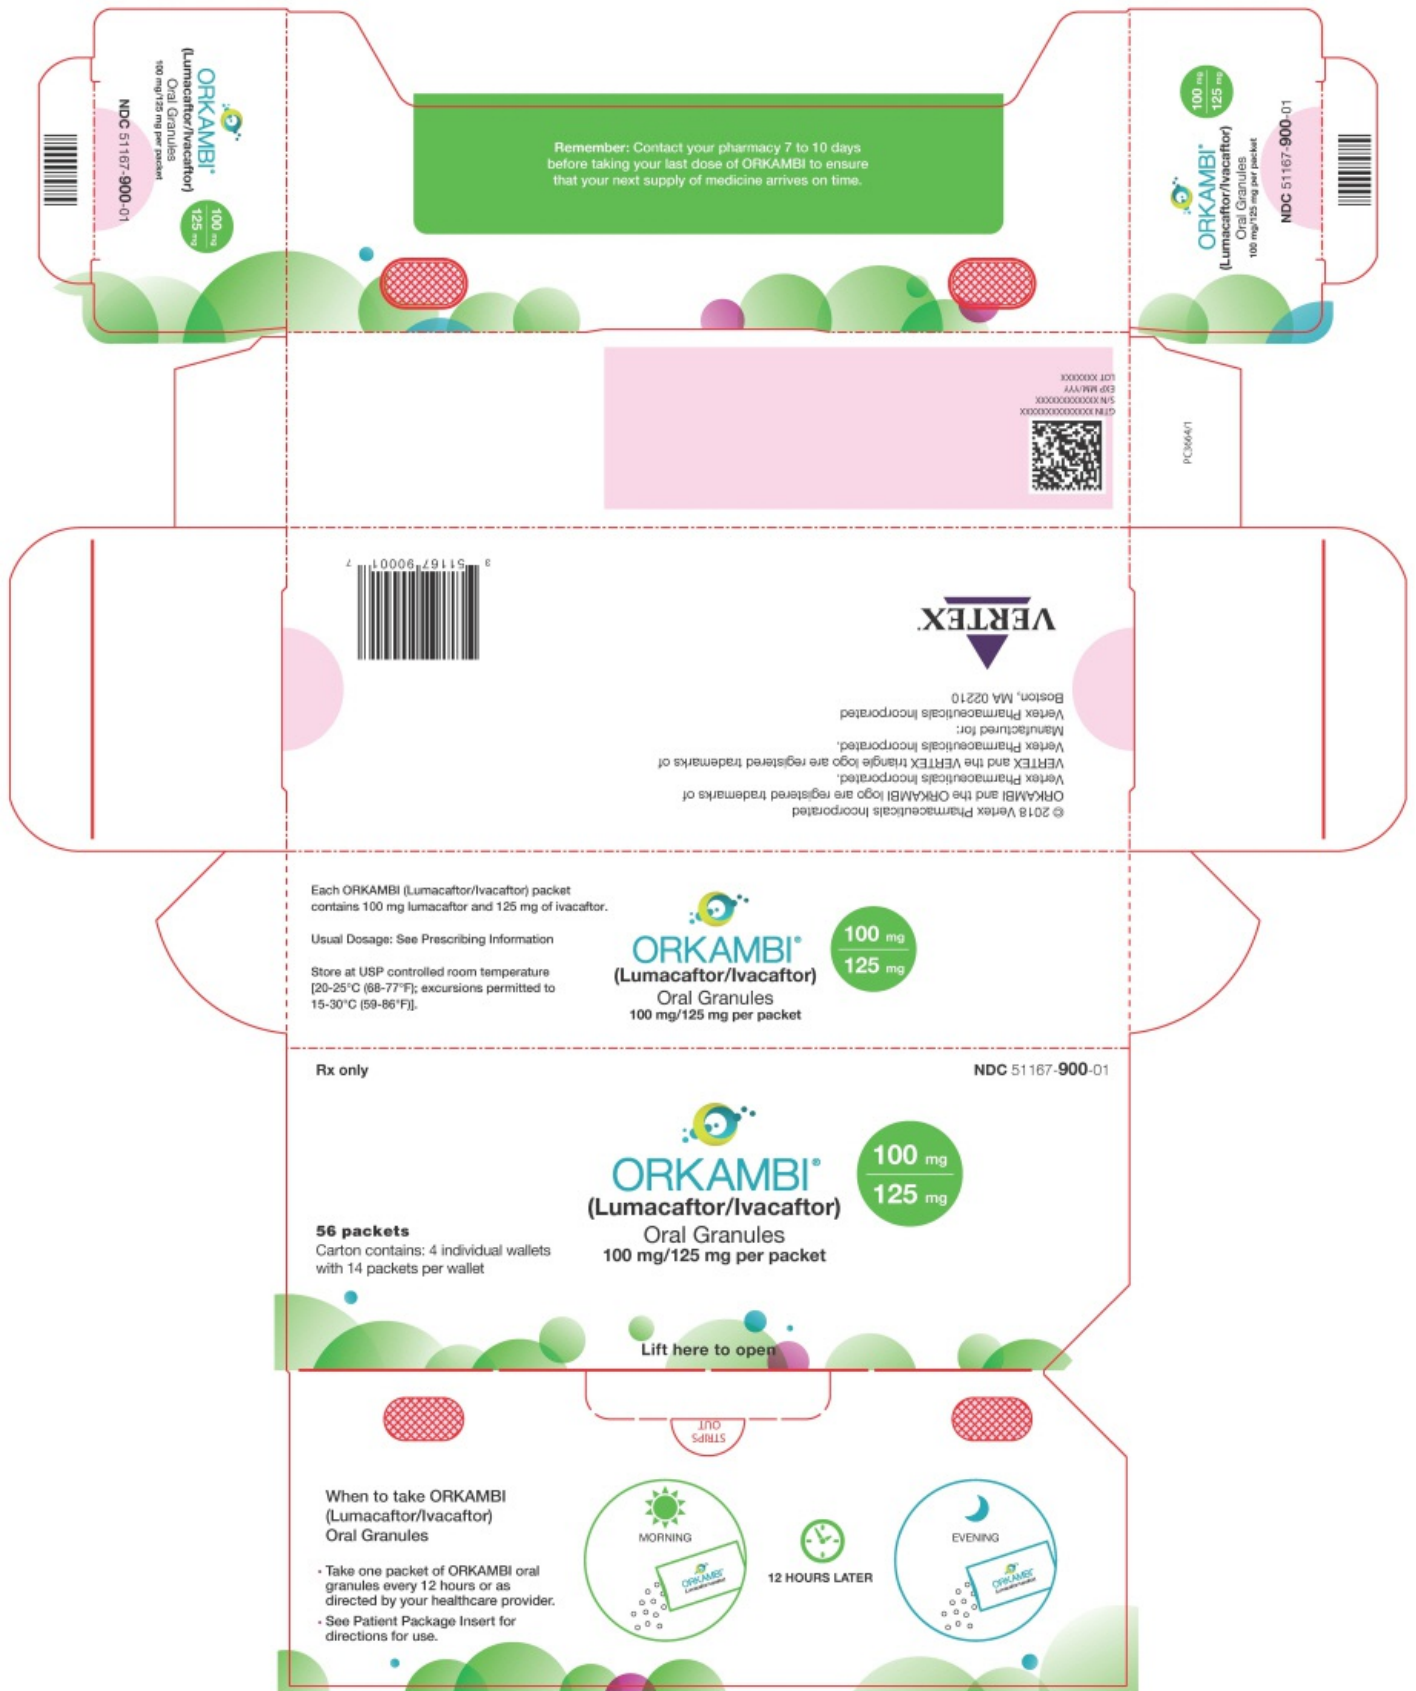 ORKAMBI®
(Lumacaftor/Ivacaftor)
Oral Granules
100 mg/125 mg per packet
NDC 51167-900-01
100 mg
125 mg
Remember: Contact your pharmacy 7 to 10 days
before taking your last dose of ORKAMBI to ensure
that your next supply of medicine arrives on time.
100 mg
125 mg
ORKAMBI®
(Lumacaftor/Ivacaftor)
Oral Granules
100 mg/125 mg per packet
NDC 51167-900-01
GTIN XXXXXXXXXXXXXX
S/N XXXXXXXXXXXX
EXP MM/YYY
LOT XXXXXXX
PC3664/1
3 51167 90001 7
© 2018 Vertex Pharmaceuticals Incorporated
ORKAMBI and the ORKAMBI logo are registered trademarks of
Vertex Pharmaceuticals Incorporated.
VERTEX and the VERTEX triangle logo are registered trademarks of
Vertex Pharmaceuticals Incorporated.
Manufactured for:
Vertex Pharmaceuticals Incorporated
Boston, MA 02210
VERTEX
Each ORKAMBI (Lumacaftor/Ivacaftor) packet
contains 100 mg lumacaftor and 125 mg of ivacaftor.
Usual Dosage: See Prescribing Information
Store at USP controlled room temperature
[20-25°C (68-77°F); excursions permitted to
15-30°C (59-86°F)].
ORKAMBI®
(Lumacaftor/Ivacaftor)
Oral Granules
100 mg/125 mg per packet
100 mg
125 mg
Rx only
NDC 51167-900-01
ORKAMBI®
(Lumacaftor/Ivacaftor)
Oral Granules
100 mg/125 mg per packet
100 mg
125 mg
56 packets
Carton contains: 4 individual wallets
with 14 packets per wallet
Lift here to open
STRIPS
OUT
When to take ORKAMBI
(Lumacaftor/Ivacaftor)
Oral Granules
• Take one packet of ORKAMBI oral
granules every 12 hours or as
directed by your healthcare provider.
• See Patient Package Insert for
directions for use.
MORNING
ORKAMBI®
12 HOURS LATER
EVENING
ORKAMBI®